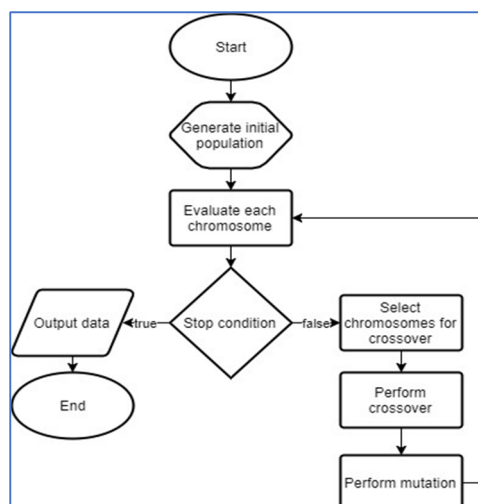 Start
Generate initial
population
Evaluate each
chromosome
Stop condition
true
false
Output data
End
Select
chromosomes for
crossover
Perform
crossover
Perform mutation